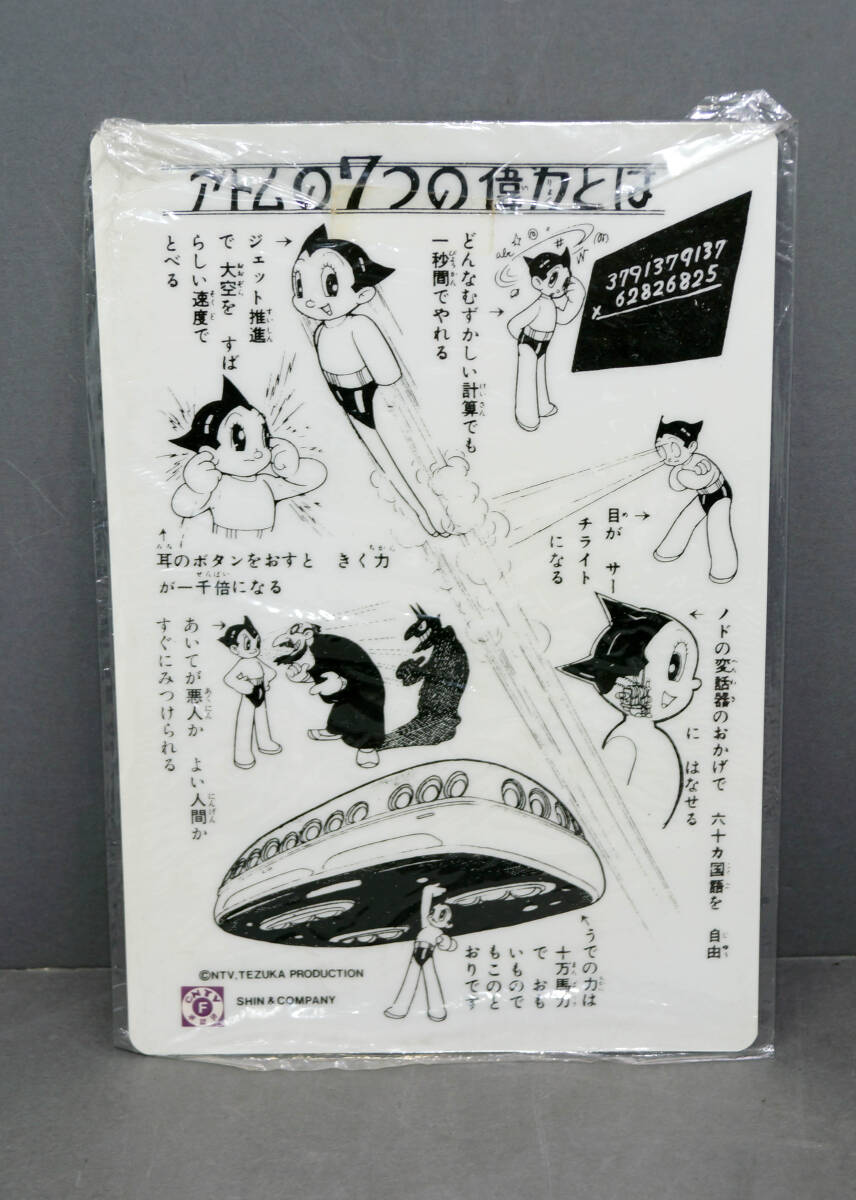 アトムの7つの偉力とは
ジェット推進
で 大空を すば
らしい速度で
とべる
どんなむずかしい計算でも
一秒間でやれる
3791379137
× 62826825
目が サー
チライト
になる
耳のボタンをおすと きく力
が一千倍になる
ノドの変話器のおかげで 六十カ国語を 自由
に はなせる
あいてが悪人か よい人間か
すぐにみつけられる
うでの力は
十万馬力
で おも
いもので
もこのと
おりです
©NTV,TEZUKA PRODUCTION
SHIN & COMPANY
CNTV
F